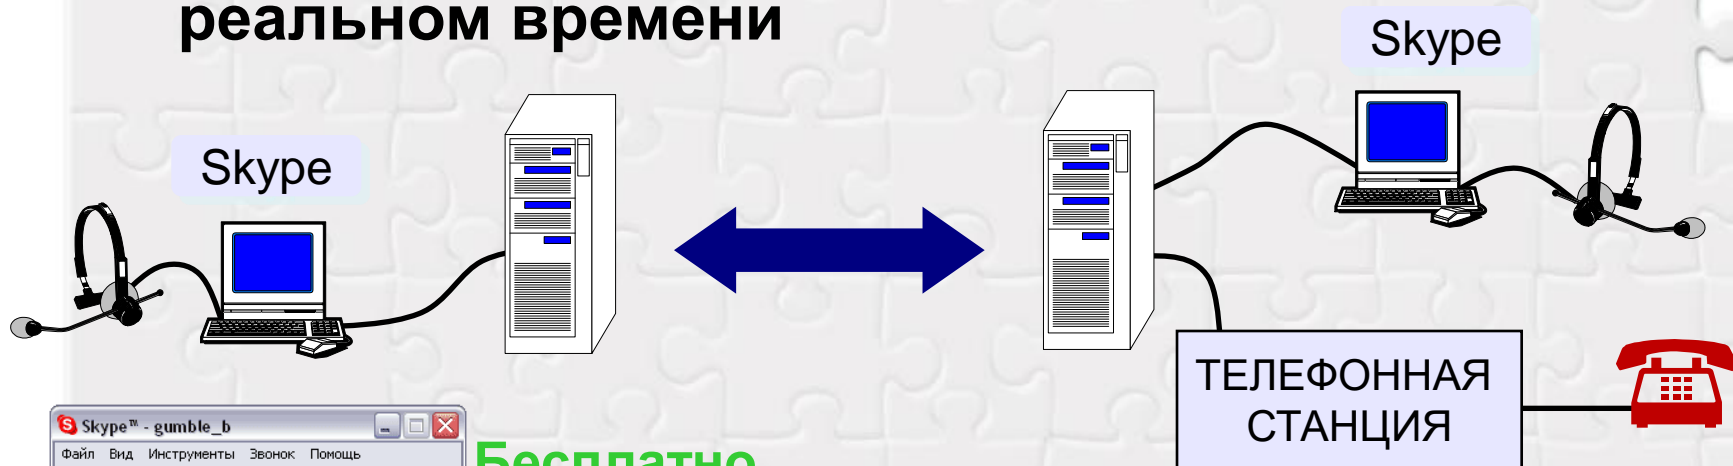 реальном времени
Skype
Skype
ТЕЛЕФОННАЯ
СТАНЦИЯ
Skype™ - gumble_b
Файл Вид Инструменты Звонок Помощь
Бесплатно